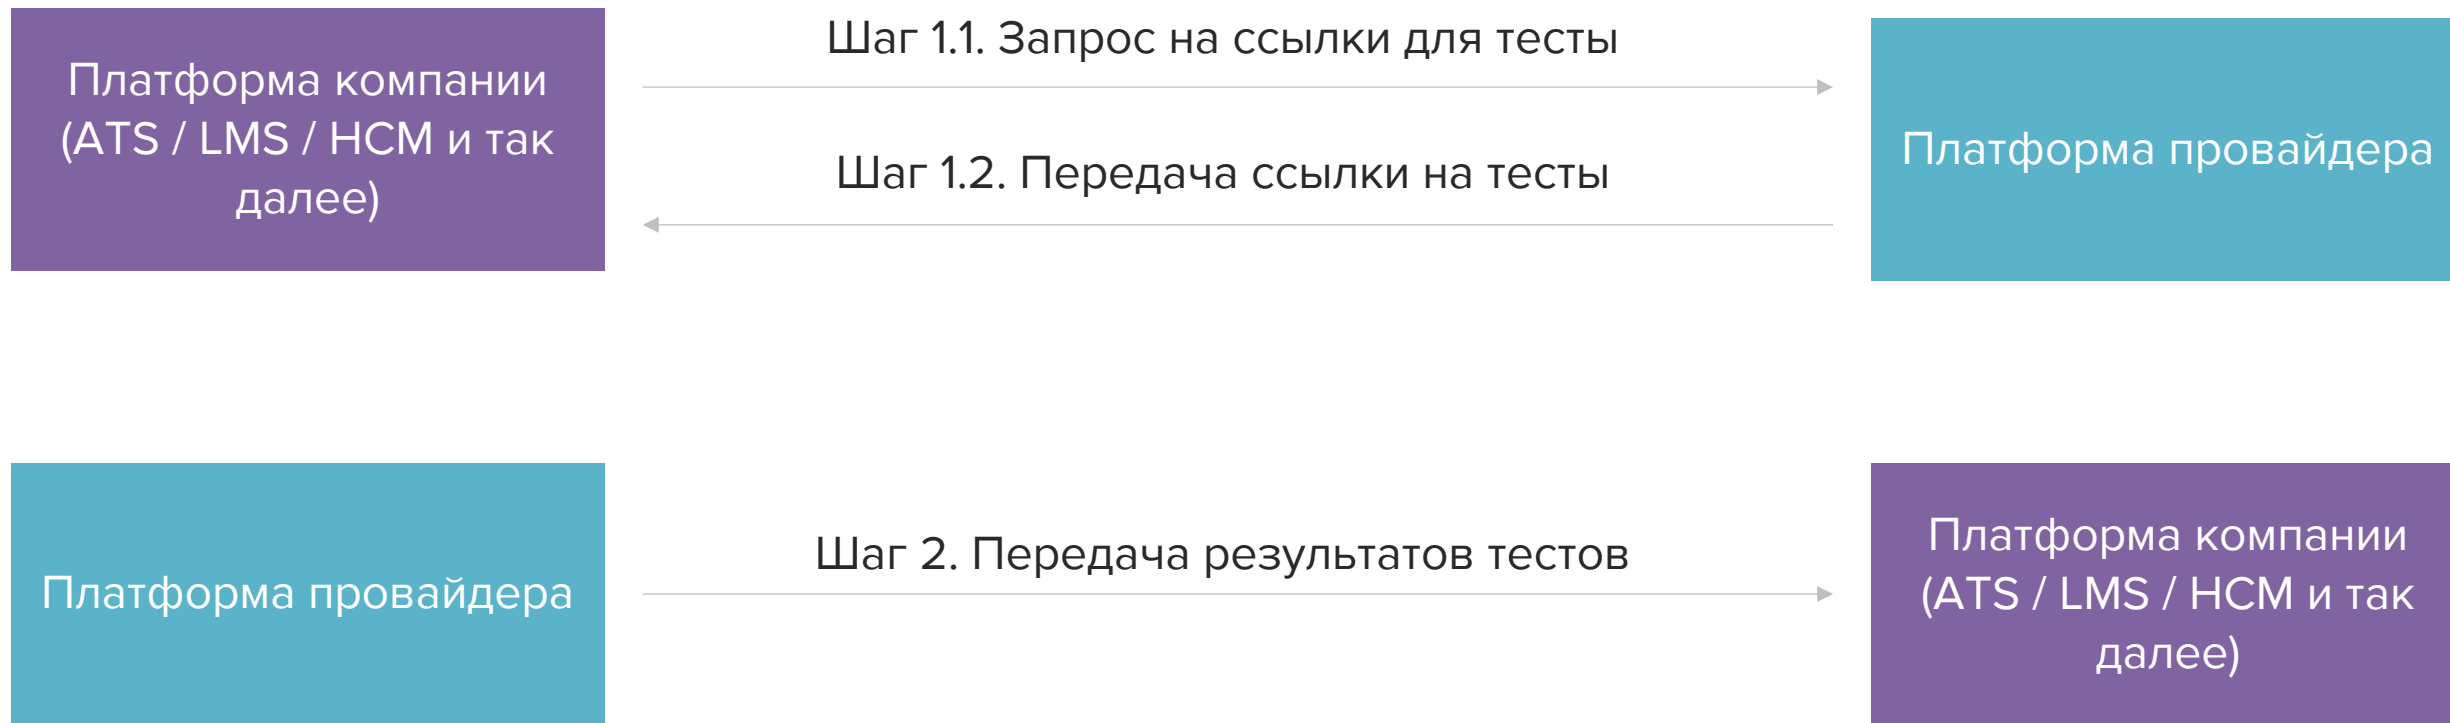 Платформа компании
(ATS / LMS / HCM и так
далее)
Шаг 1.1. Запрос на ссылки для тесты
Шаг 1.2. Передача ссылки на тесты
Платформа провайдера
Платформа провайдера
Шаг 2. Передача результатов тестов
Платформа компании
(ATS / LMS / HCM и так
далее)